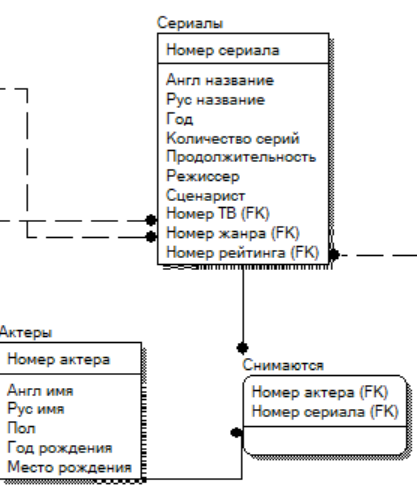 Сериалы
Номер сериала
Англ название
Рус название
Год
Количество серий
Продолжительность
Режиссер
Сценарист
Номер ТВ (FK)
Номер жанра (FK)
Номер рейтинга (FK)
Актеры
Номер актера
Англ имя
Рус имя
Пол
Год рождения
Место рождения
Снимаются
Номер актера (FK)
Номер сериала (FK)